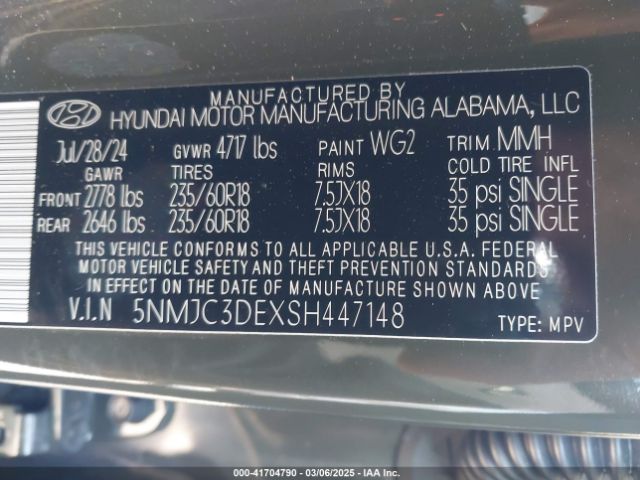 MANUFACTURED BY
HYUNDAI MOTOR MANUFACTURING ALABAMA, LLC
Jul/28/24 GVWR 4717 lbs PAINT WG2 TRIM MMH
GAWR TIRES RIMS COLD TIRE INFL
FRONT 2778 lbs 235/60R18 7.5JX18 35 psi SINGLE
REAR 2646 lbs 235/60R18 7.5JX18 35 psi SINGLE
THIS VEHICLE CONFORMS TO ALL APPLICABLE U.S.A. FEDERAL
MOTOR VEHICLE SAFETY AND THEFT PREVENTION STANDARDS
IN EFFECT ON THE DATE OF MANUFACTURE SHOWN ABOVE.
V.I.N 5NMJC3DEXSH447148 TYPE: MPV
000-41704790 — 03/06/2025 — IAA Inc.